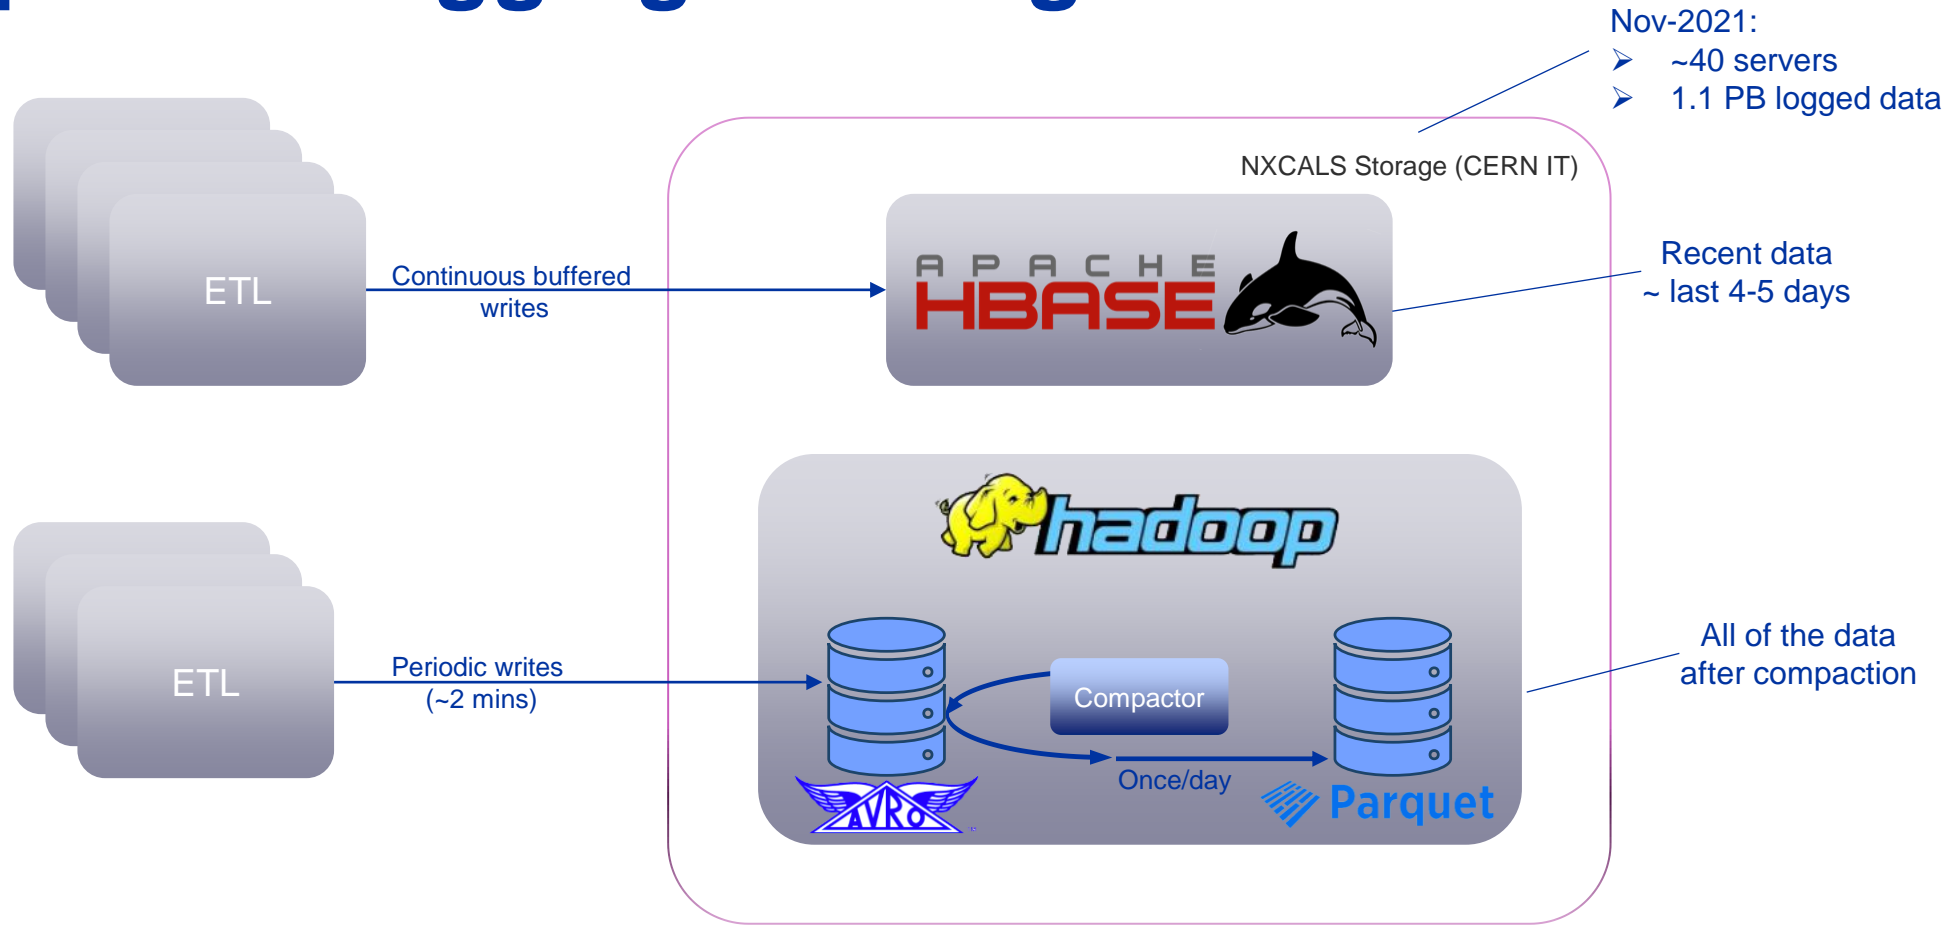 Nov-2021:
➢ ~40 servers
➢ 1.1 PB logged data
NXCALS Storage (CERN IT)
ETL
Continuous buffered
writes
APACHE
HBASE
Recent data
~ last 4-5 days
hadoop
ETL
Periodic writes
(~2 mins)
Compactor
Once/day
AVRO
Parquet
All of the data
after compaction